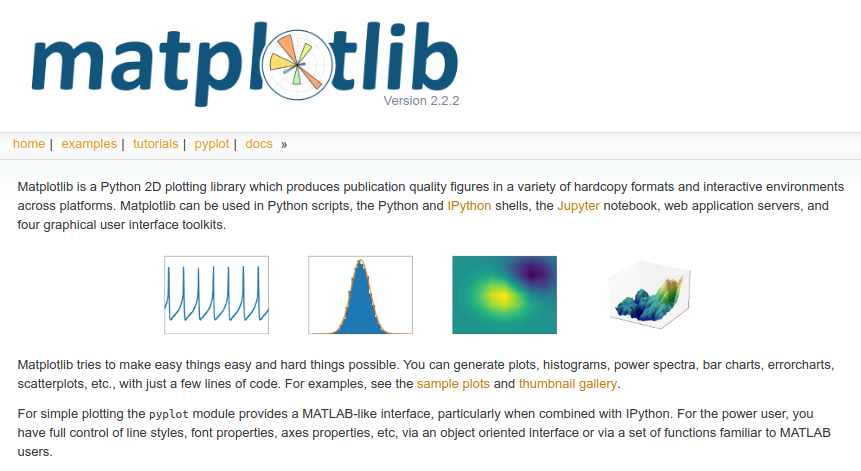 matplotlib
Version 2.2.2
home | examples | tutorials | pyplot | docs »
Matplotlib is a Python 2D plotting library which produces publication quality figures in a variety of hardcopy formats and interactive environments
across platforms. Matplotlib can be used in Python scripts, the Python and IPython shells, the Jupyter notebook, web application servers, and
four graphical user interface toolkits.
Matplotlib tries to make easy things easy and hard things possible. You can generate plots, histograms, power spectra, bar charts, errorcharts,
scatterplots, etc., with just a few lines of code. For examples, see the sample plots and thumbnail gallery.
For simple plotting the pyplot module provides a MATLAB-like interface, particularly when combined with IPython. For the power user, you
have full control of line styles, font properties, axes properties, etc, via an object oriented interface or via a set of functions familiar to MATLAB
users.